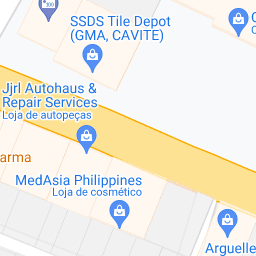 SSDS Tile Depot
(GMA, CAVITE)
Jjrl Autohaus &
Repair Services
Loja de autopeças
arma
MedAsia Philippines
Loja de cosmético
Arguelle